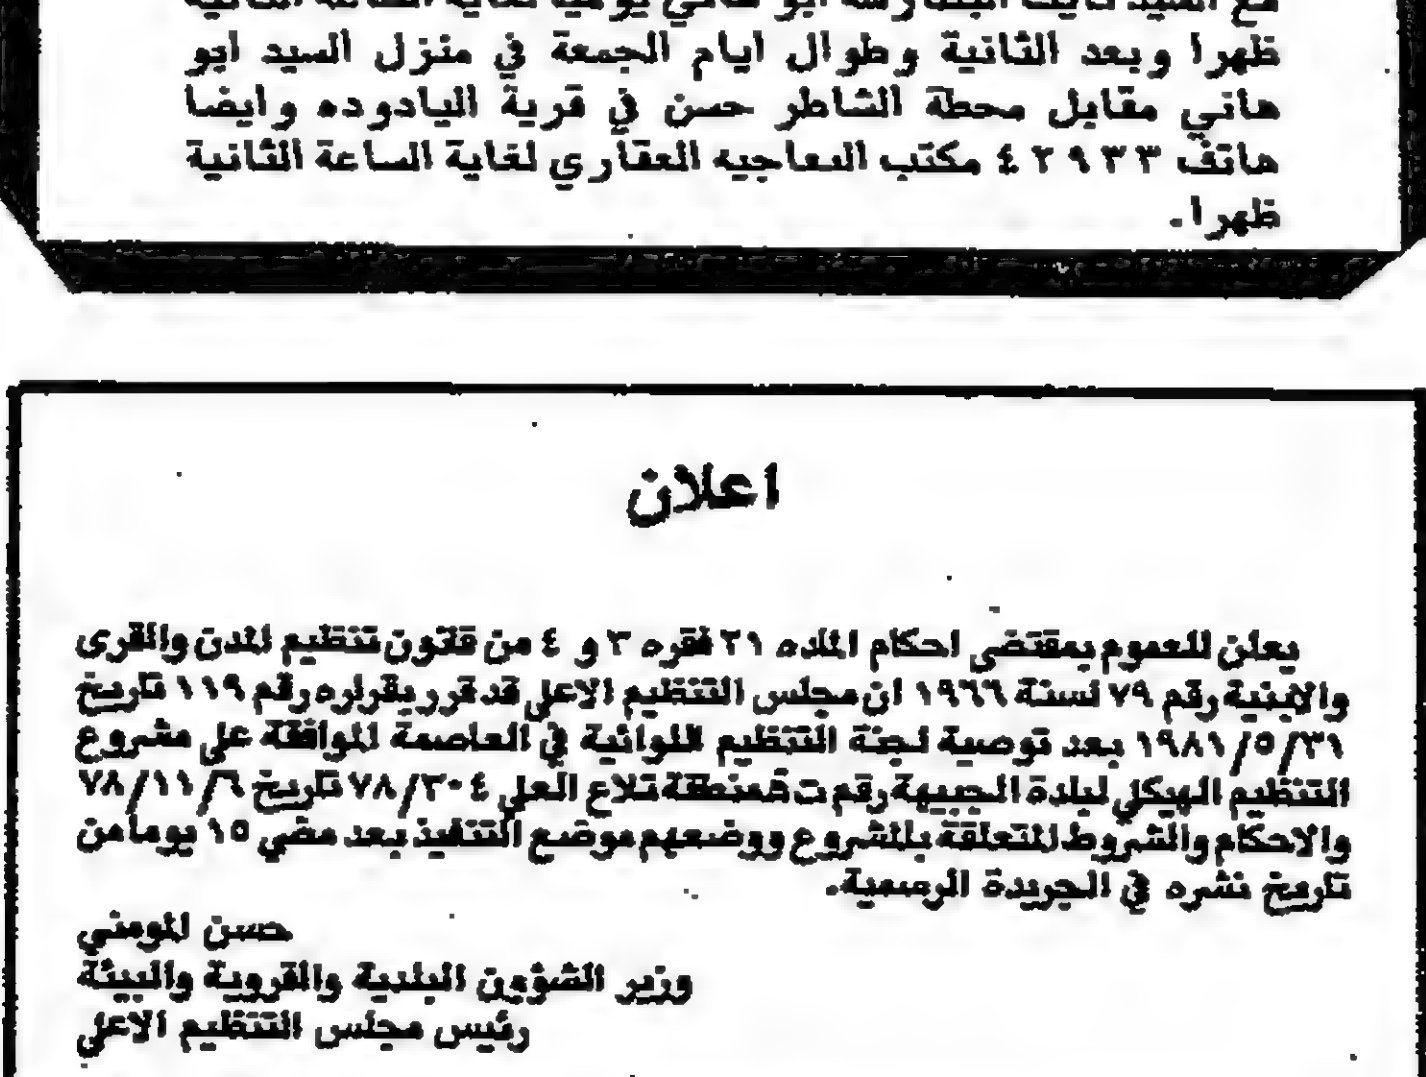 ظهرا وبعد الثانية وطوال ايام الجمعة في منزل السيد ابو
هاني مقابل محطة الشاطر حسن في قرية اليادوده وايضا
هاتف ٤٢٩٣٣ مكتب الدعاجيه العقاري لغاية الساعة الثانية
ظهرا.
اعلان
يعلن للعموم بمقتضى احكام الماده ٢١ فقره ٣ و ٤ من قانون تنظيم المدن والقرى
والابنية رقم ٧٩ لسنة ١٩٦٦ ان مجلس التنظيم الاعلى قد قرر بقراره رقم ١١٩ تاريخ
١٩٨١/٥/٣١ بعد توصية لجنة التنظيم اللوائية في العاصمة الموافقة على مشروع
التنظيم الهيكلي لبلدة الجبيهة رقم ت ق منطقة تلاع العلي ٧٨/٣٠٤ تاريخ ٧٨/١١/٦
والاحكام والشروط المتعلقة بالمشروع ووضعهم موضع التنفيذ بعد مضي ١٥ يوما من
تاريخ نشره في الجريدة الرسمية.
حسن المومني
وزير الشؤون البلدية والقروية والبيئة
رئيس مجلس التنظيم الاعلى